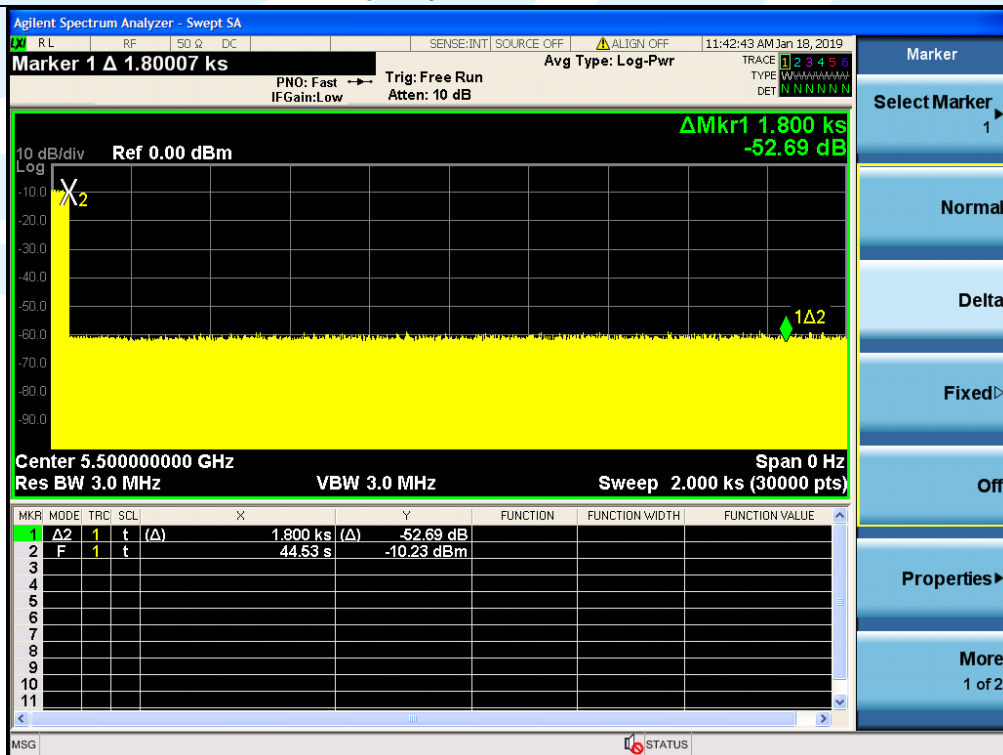 Agilent Spectrum Analyzer - Swept SA
LXI RL RF 50 Ω DC SENSE:INT SOURCE OFF ALIGN OFF 11:42:43 AM Jan 18, 2019
Marker 1 Δ 1.80007 ks
PNO: Fast
IFGain:Low
Trig: Free Run
Atten: 10 dB
Avg Type: Log-Pwr
TRACE 1 2 3 4 5 6
TYPE WWWWWW
DET N N N N N N
ΔMkr1 1.800 ks
-52.69 dB
10 dB/div Ref 0.00 dBm
Log
-10.0
-20.0
-30.0
-40.0
-50.0
-60.0
-70.0
-80.0
-90.0
X2
1Δ2
Center 5.500000000 GHz Span 0 Hz
Res BW 3.0 MHz VBW 3.0 MHz Sweep 2.000 ks (30000 pts)
MKR MODE TRC SCL X Y FUNCTION FUNCTION WIDTH FUNCTION VALUE
1 Δ2 1 t (Δ) 1.800 ks (Δ) -52.69 dB
2 F 1 t 44.53 s -10.23 dBm
3
4
5
6
7
8
9
10
11
MSG STATUS
Marker
Select Marker
1
Normal
Delta
Fixed
Off
Properties
More
1 of 2